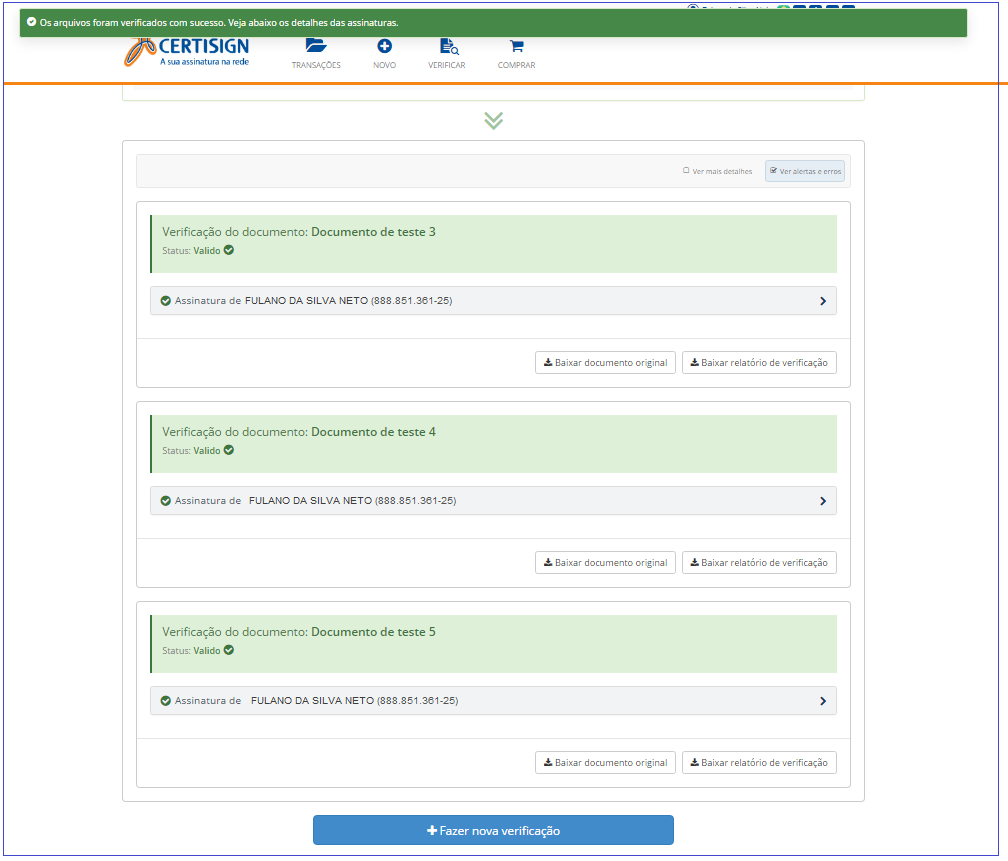 Os arquivos foram verificados com sucesso. Veja abaixo os detalhes das assinaturas.
CERTISIGN
A sua assinatura na rede
TRANSAÇÕES
NOVO
VERIFICAR
COMPRAR
Ver mais detalhes
Ver alertas e erros
Verificação do documento: Documento de teste 3
Status: Valido
Assinatura de FULANO DA SILVA NETO (888.851.361-25)
Baixar documento original
Baixar relatório de verificação
Verificação do documento: Documento de teste 4
Status: Valido
Assinatura de FULANO DA SILVA NETO (888.851.361-25)
Baixar documento original
Baixar relatório de verificação
Verificação do documento: Documento de teste 5
Status: Valido
Assinatura de FULANO DA SILVA NETO (888.851.361-25)
Baixar documento original
Baixar relatório de verificação
Fazer nova verificação